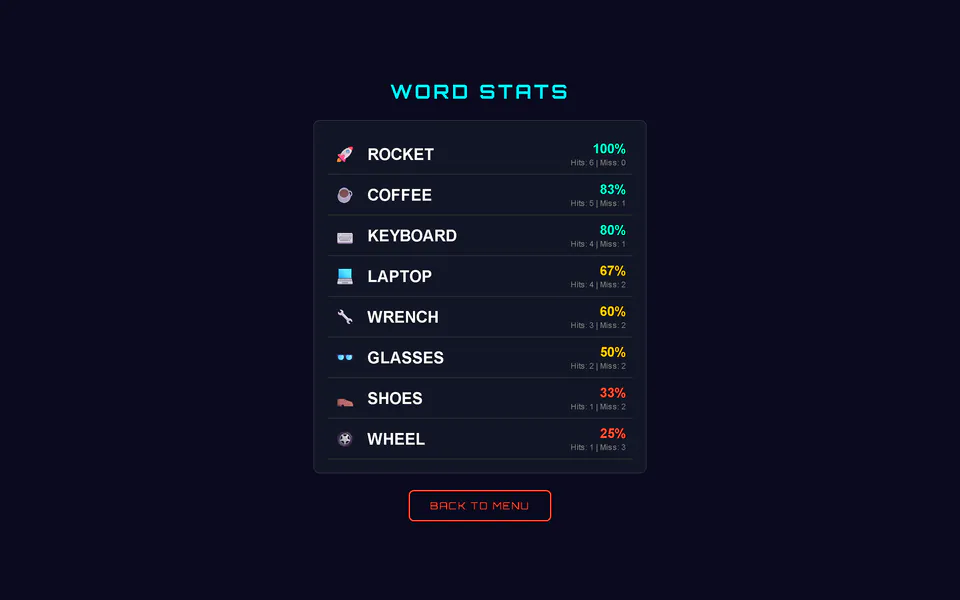 WORD STATS
ROCKET
100%
Hits: 6 | Miss: 0
COFFEE
83%
Hits: 5 | Miss: 1
KEYBOARD
80%
Hits: 4 | Miss: 1
LAPTOP
67%
Hits: 4 | Miss: 2
WRENCH
60%
Hits: 3 | Miss: 2
GLASSES
50%
Hits: 2 | Miss: 2
SHOES
33%
Hits: 1 | Miss: 2
WHEEL
25%
Hits: 1 | Miss: 3
BACK TO MENU